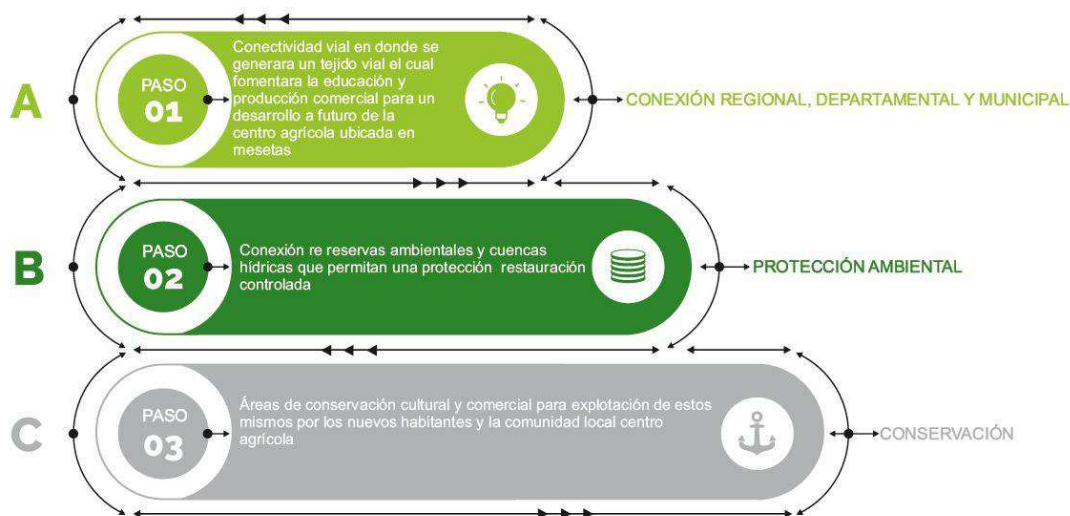 A
PASO
01
Conectividad vial en donde se
generara un tejido vial el cual
fomentara la educación y
producción comercial para un
desarrollo a futuro de la
centro agrícola ubicada en
mesetas
CONEXIÓN REGIONAL, DEPARTAMENTAL Y MUNICIPAL
B
PASO
02
Conexión re reservas ambientales y cuencas
hídricas que permitan una protección restauración
controlada
PROTECCIÓN AMBIENTAL
C
PASO
03
Áreas de conservación cultural y comercial para explotación de estos
mismos por los nuevos habitantes y la comunidad local centro
agrícola
CONSERVACIÓN